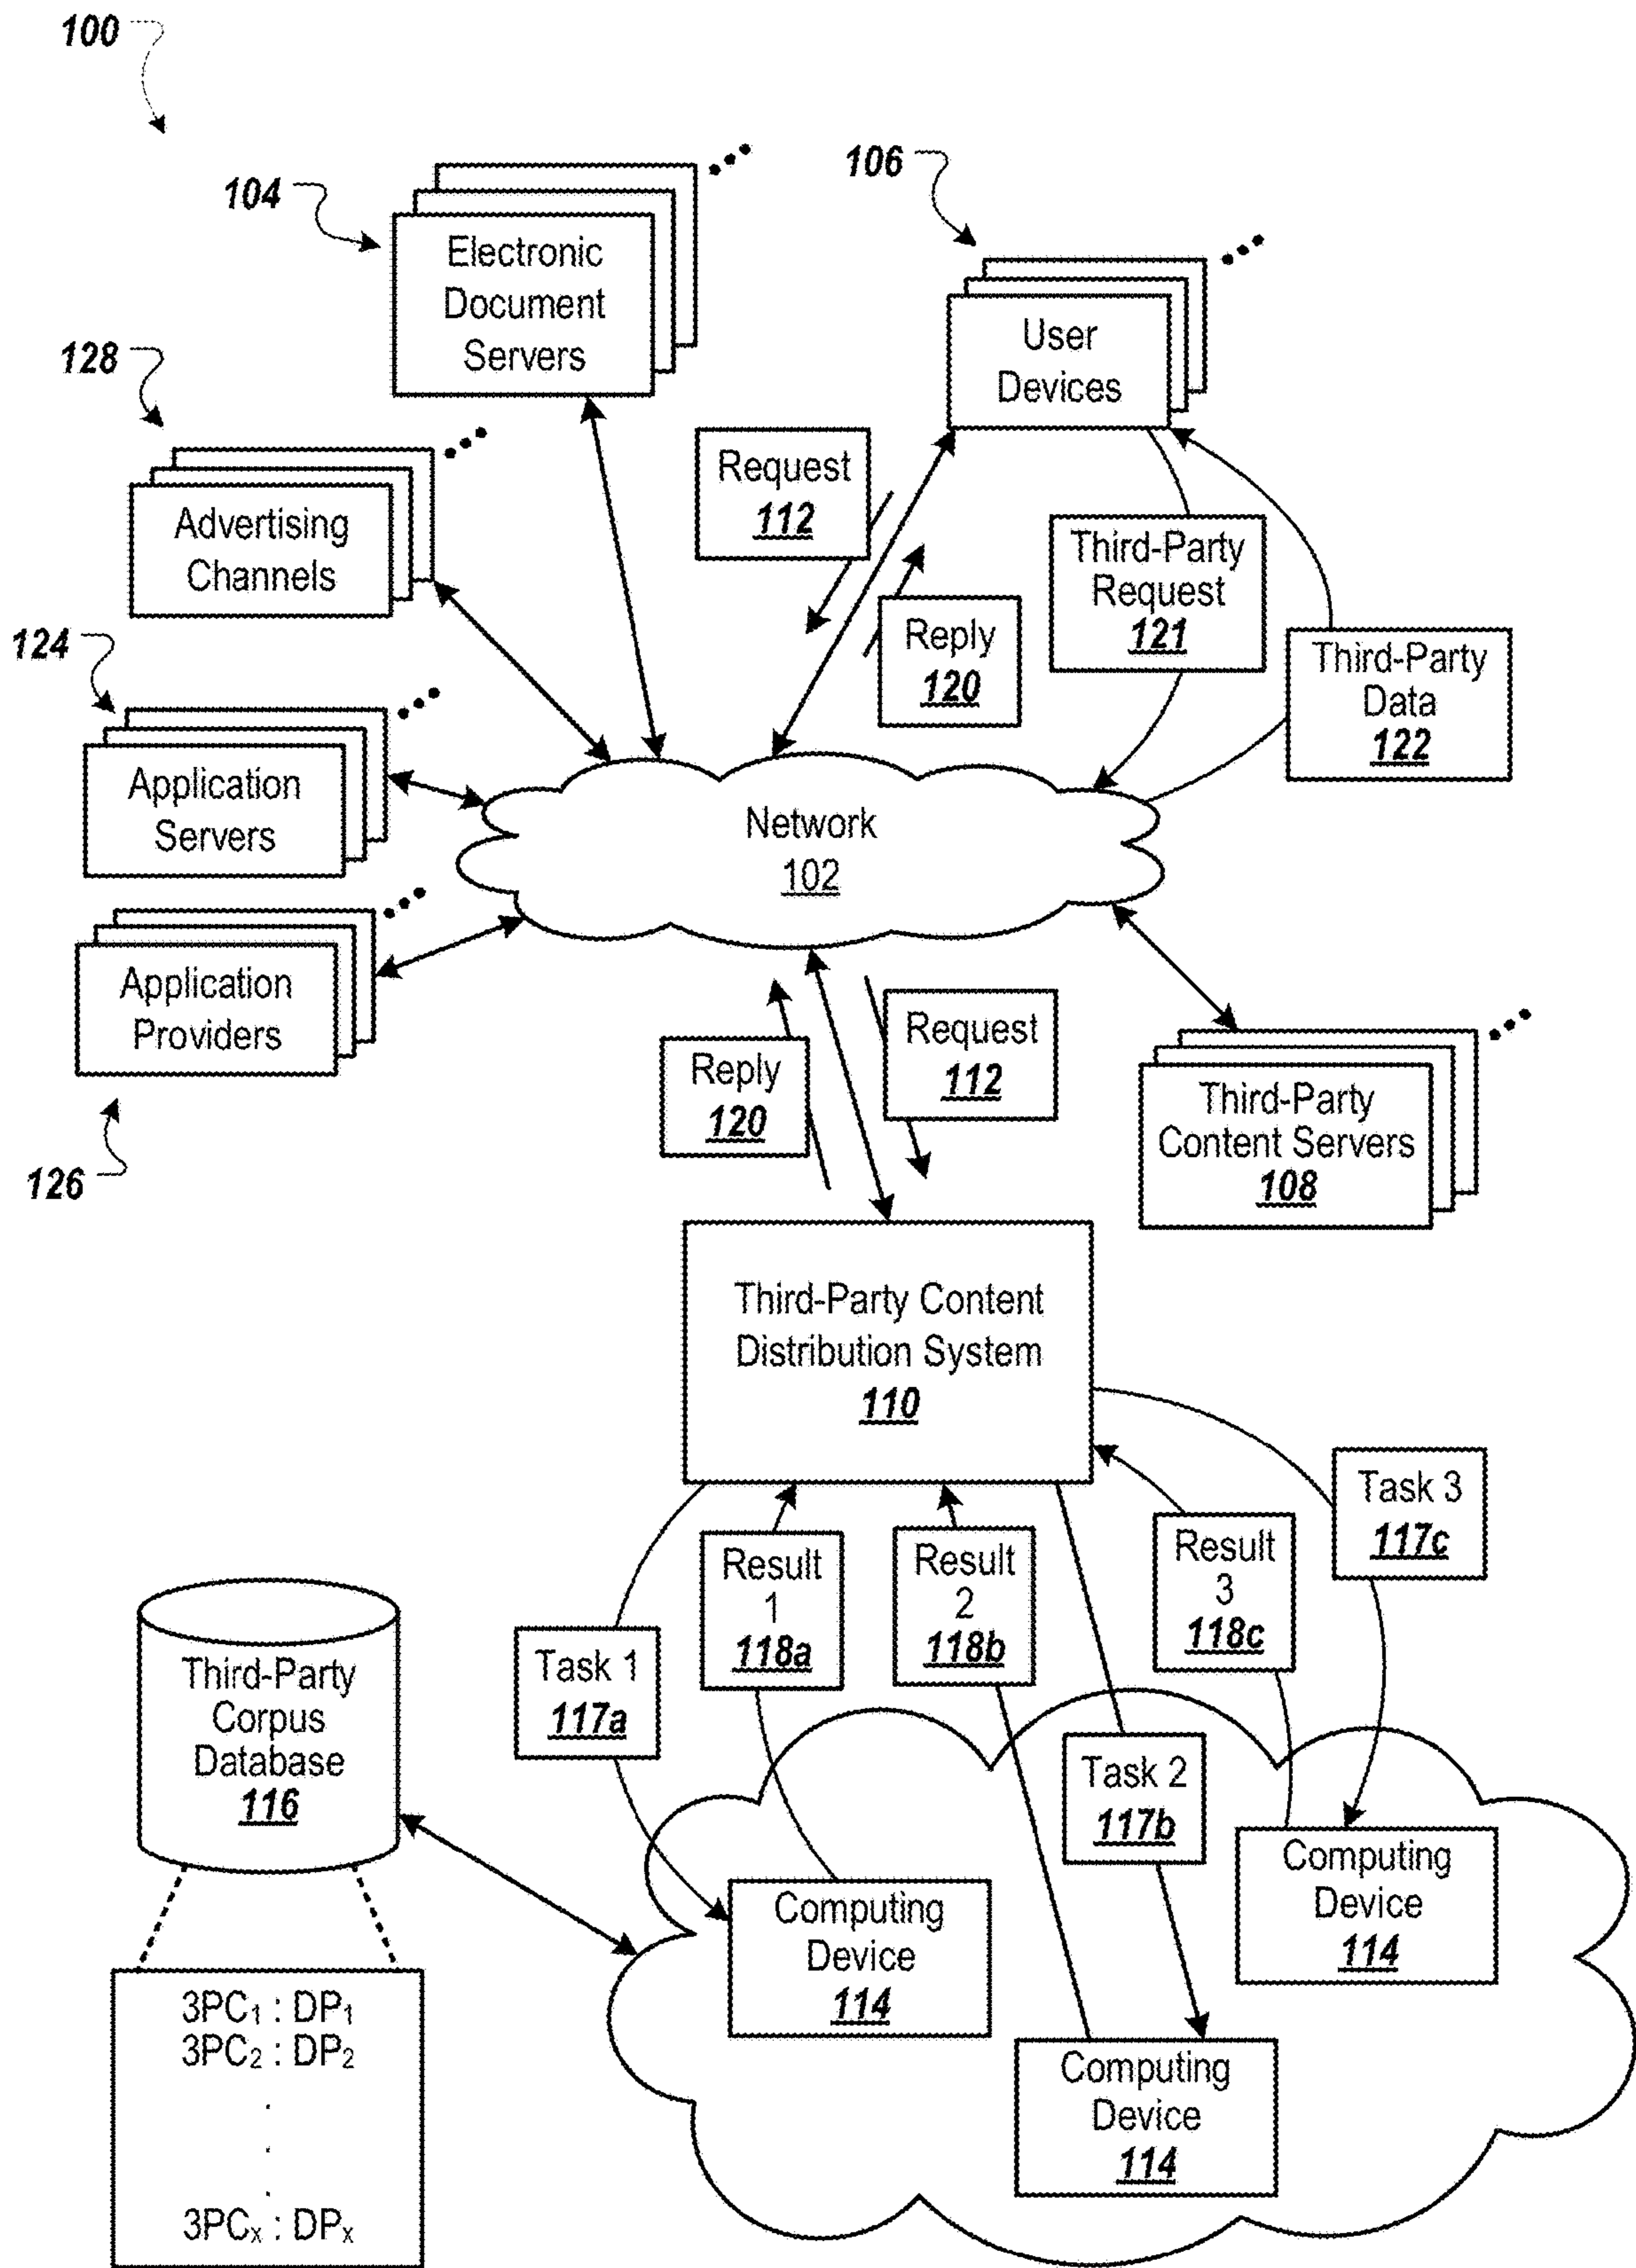 100
104
Electronic
Document
Servers
106
User
Devices
128
Advertising
Channels
Request
112
Third-Party
Request
121
Reply
120
Third-Party
Data
122
124
Application
Servers
Network
102
Application
Providers
126
Reply
120
Request
112
Third-Party
Content Servers
108
Third-Party Content
Distribution System
110
Task 1
117a
Result
1
118a
Result
2
118b
Task 2
117b
Result
3
118c
Task 3
117c
Third-Party
Corpus
Database
116
Computing
Device
114
Computing
Device
114
Computing
Device
114
3PC₁ : DP₁
3PC₂ : DP₂
.
.
.
3PCₓ : DPₓ